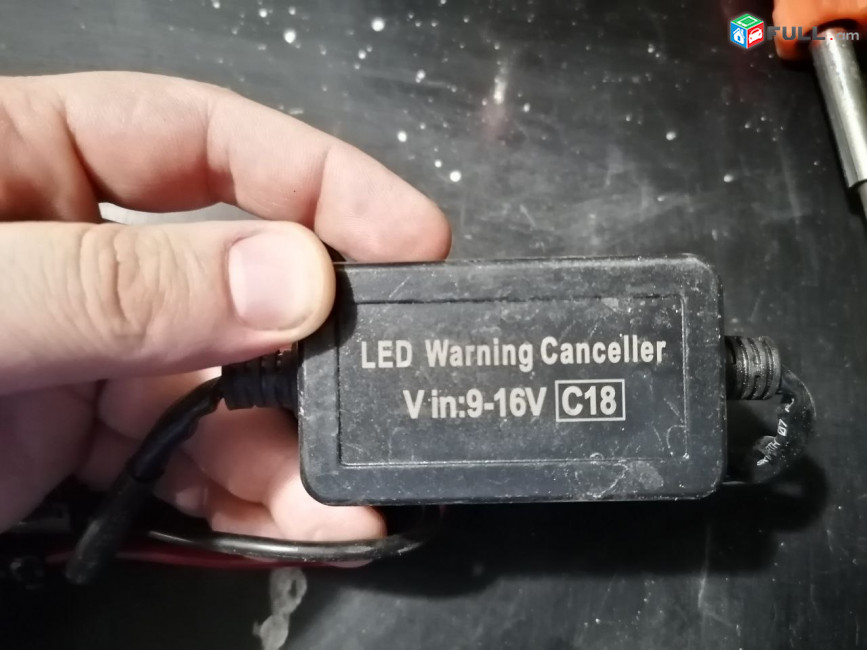 FULL.am
LED Warning Canceller
V in:9-16V C18